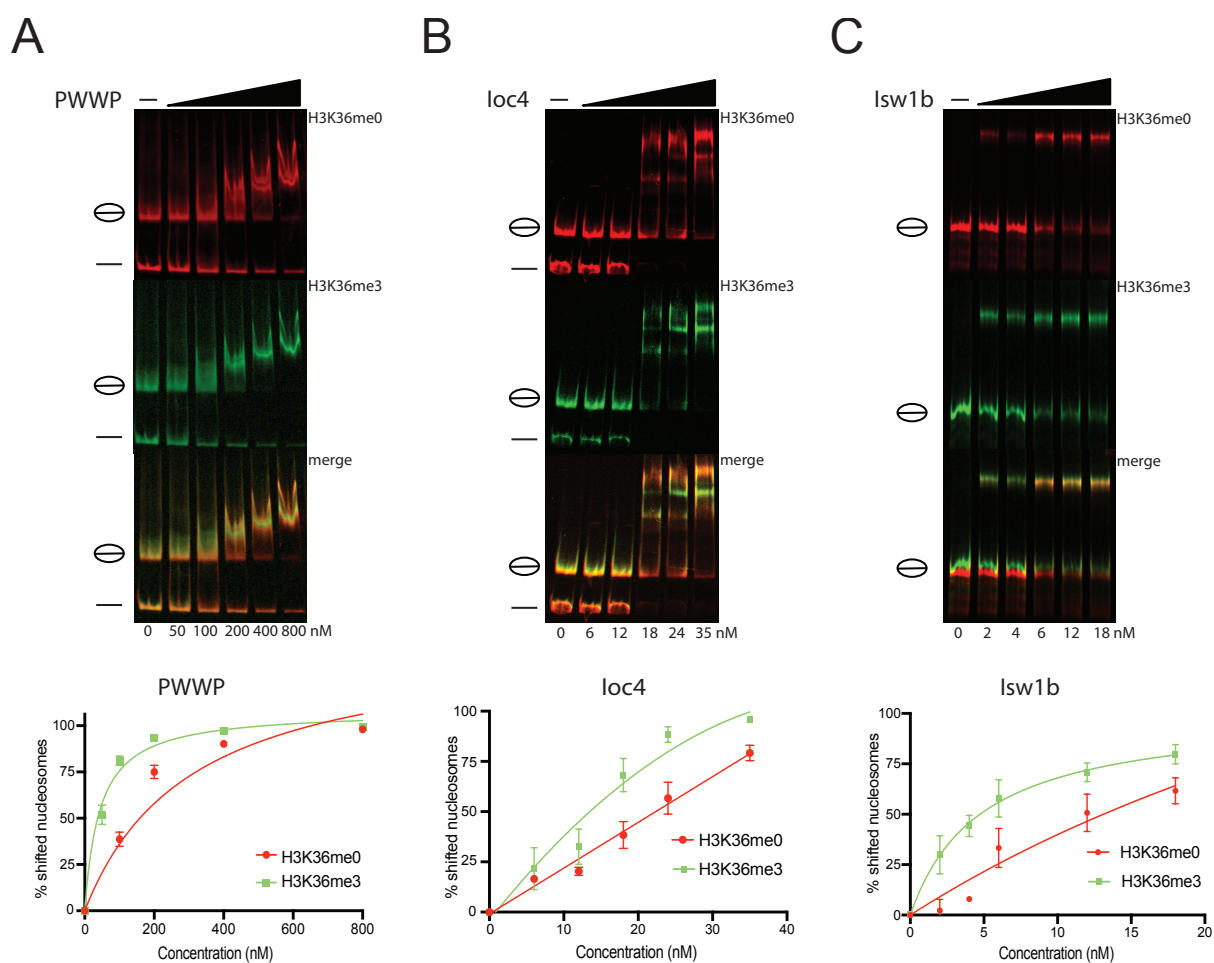 A
PWWP
H3K36me0
H3K36me3
merge
0 50 100 200 400 800 nM
B
Ioc4
H3K36me0
H3K36me3
merge
0 6 12 18 24 35 nM
C
Isw1b
H3K36me0
H3K36me3
merge
0 2 4 6 12 18 nM
PWWP
% shifted nucleosomes
100
75
50
25
0
H3K36me0
H3K36me3
0 200 400 600 800
Concentration (nM)
Ioc4
% shifted nucleosomes
100
75
50
25
0
H3K36me0
H3K36me3
0 10 20 30 40
Concentration (nM)
Isw1b
% shifted nucleosomes
100
75
50
25
0
H3K36me0
H3K36me3
0 5 10 15 20
Concentration (nM)